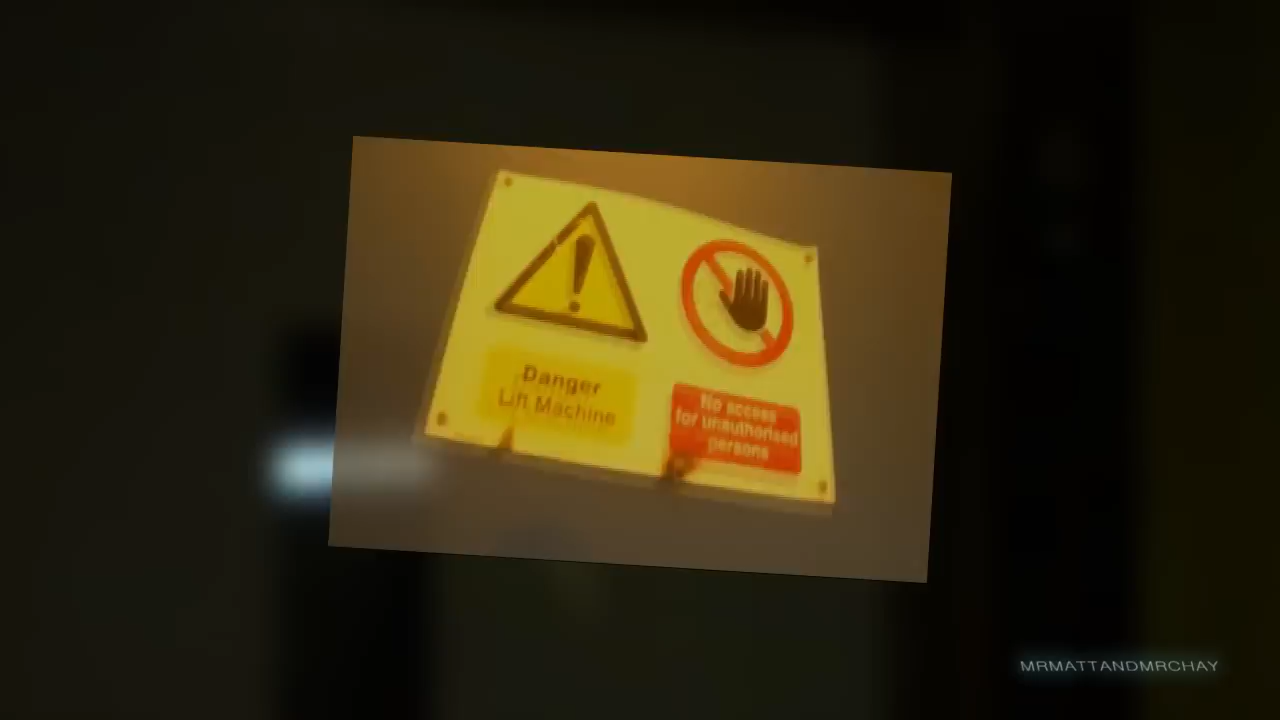 Danger
Lift Machine
No access
for unauthorised
persons
MRMATTANDMRCHAY